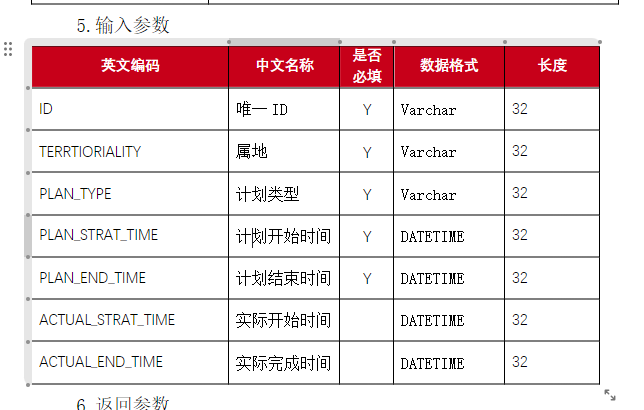 5.输入参数
英文编码 中文名称 是否必填 数据格式 长度
ID 唯一 ID Y Varchar 32
TERRTIORIALITY 属地 Y Varchar 32
PLAN_TYPE 计划类型 Y Varchar 32
PLAN_STRAT_TIME 计划开始时间 Y DATETIME 32
PLAN_END_TIME 计划结束时间 Y DATETIME 32
ACTUAL_STRAT_TIME 实际开始时间 DATETIME 32
ACTUAL_END_TIME 实际完成时间 DATETIME 32
6.返回参数